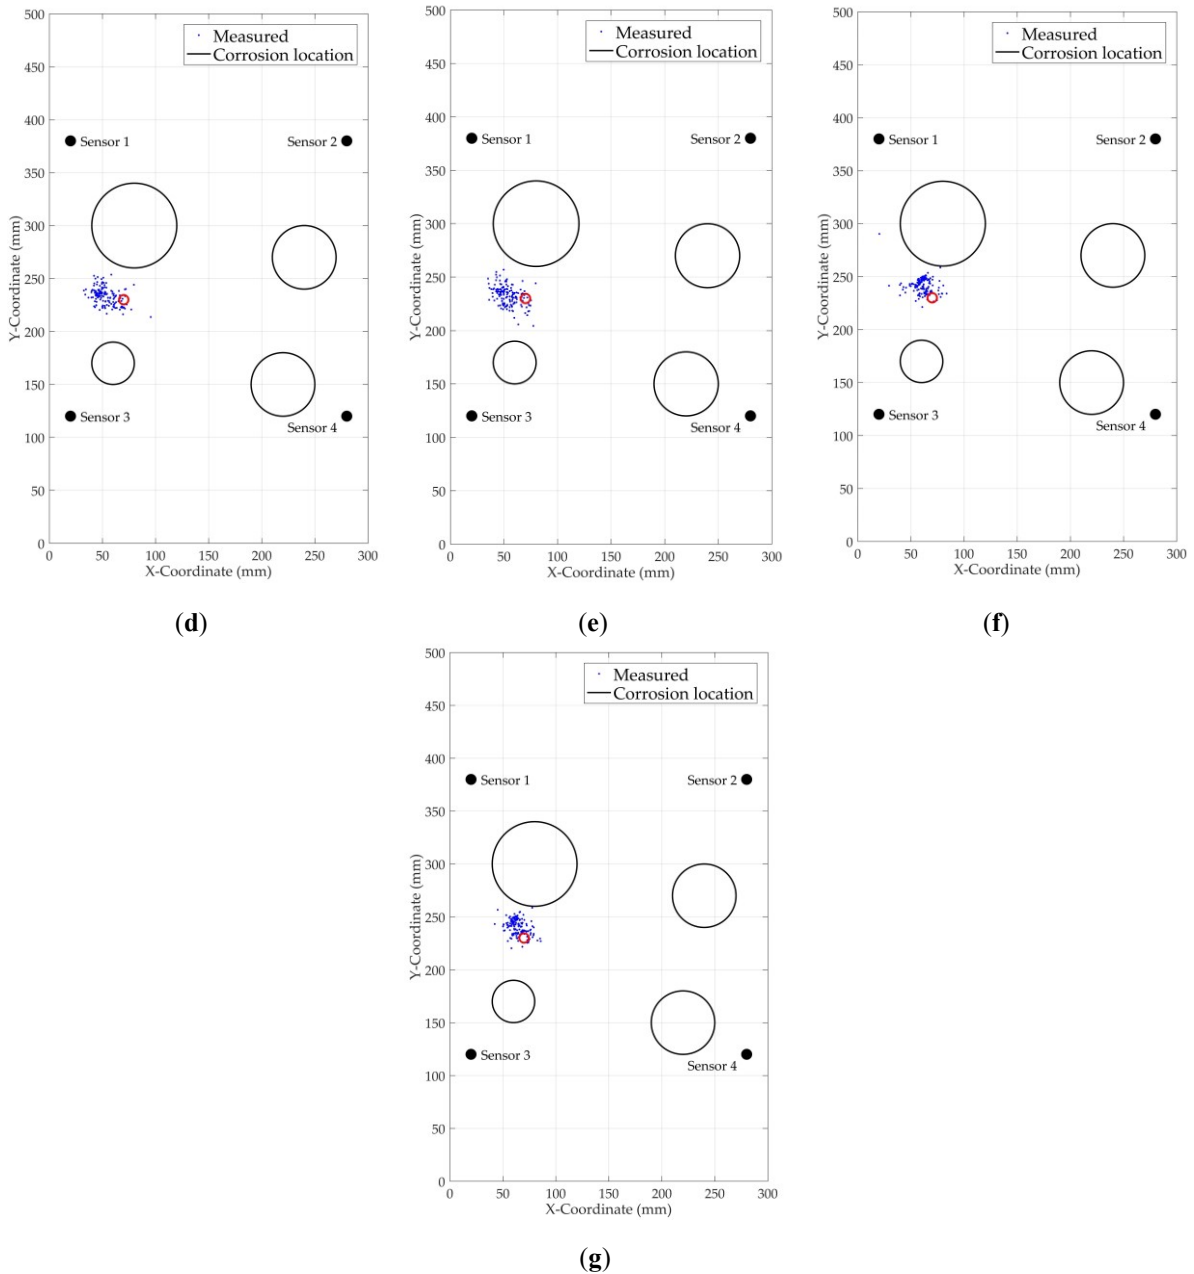 500
Measured
Corrosion location
450
400
Sensor 1
Sensor 2
350
300
250
200
150
Sensor 3
Sensor 4
100
50
0
0 50 100 150 200 250 300
X-Coordinate (mm)
Y-Coordinate (mm)
(d)
500
Measured
Corrosion location
450
400
Sensor 1
Sensor 2
350
300
250
200
150
Sensor 3
Sensor 4
100
50
0
0 50 100 150 200 250 300
X-Coordinate (mm)
Y-Coordinate (mm)
(e)
500
Measured
Corrosion location
450
400
Sensor 1
Sensor 2
350
300
250
200
150
Sensor 3
Sensor 4
100
50
0
0 50 100 150 200 250 300
X-Coordinate (mm)
Y-Coordinate (mm)
(f)
500
Measured
Corrosion location
450
400
Sensor 1
Sensor 2
350
300
250
200
150
Sensor 3
Sensor 4
100
50
0
0 50 100 150 200 250 300
X-Coordinate (mm)
Y-Coordinate (mm)
(g)